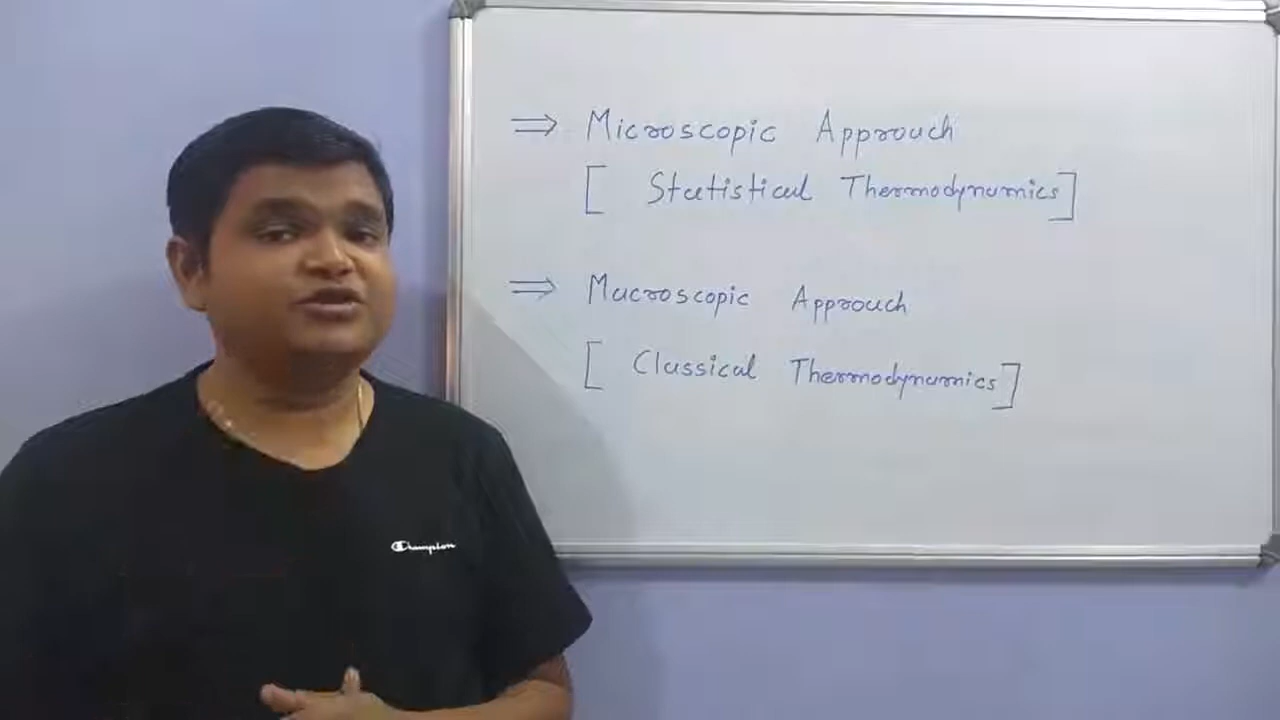 ⇒ Microscopic Approach
[ Statistical Thermodynamics]
⇒ Macroscopic Approach
[ Classical Thermodynamics]
Champion